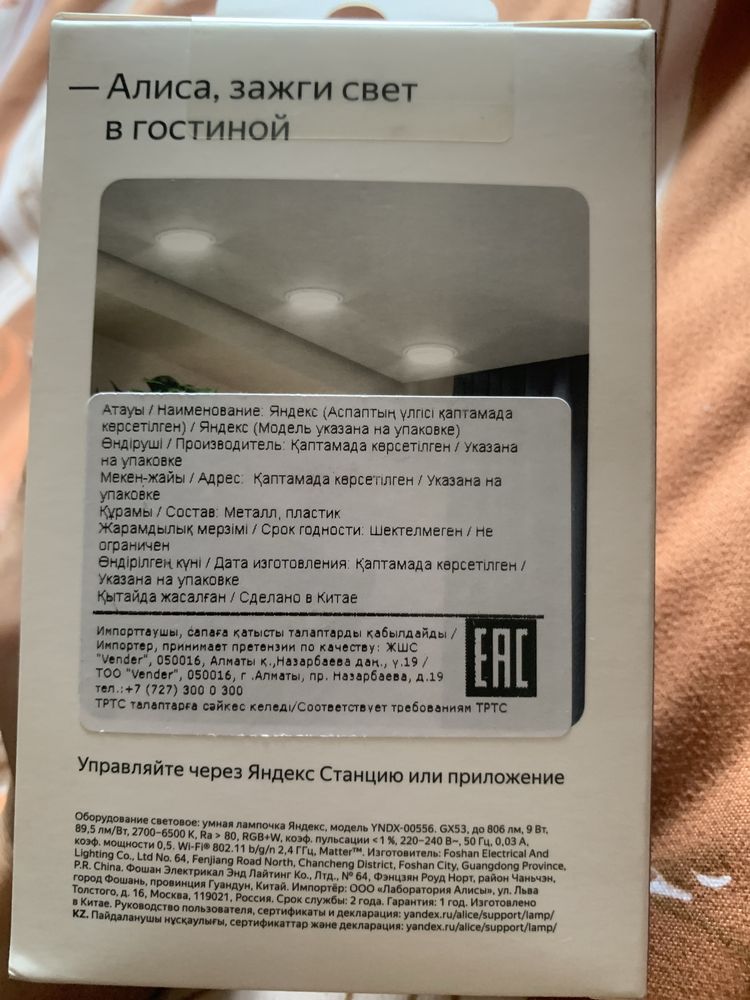 — Алиса, зажги свет
в гостиной
Атауы / Наименование: Яндекс (Аспаптың үлгісі қаптамада
көрсетілген) / Яндекс (Модель указана на упаковке)
Өндіруші / Производитель: Қаптамада көрсетілген / Указана
на упаковке
Мекен-жайы / Адрес: Қаптамада көрсетілген / Указана на
упаковке
Құрамы / Состав: Металл, пластик
Жарамдылық мерзімі / Срок годности: Шектелмеген / Не
ограничен
Өндірілген күні / Дата изготовления: Қаптамада көрсетілген /
Указана на упаковке
Қытайда жасалған / Сделано в Китае
Импорттаушы, сапаға қатысты талаптарды қабылдайды /
Импортер, принимает претензии по качеству: ЖШС
"Vender", 050016, Алматы қ.,Назарбаева даң., ү.19 /
ТОО "Vender", 050016, г .Алматы, пр. Назарбаева, д.19
тел.:+7 (727) 300 0 300
ТРТС талаптарға сәйкес келеді/Соответствует требованиям ТРТС
EAC
Управляйте через Яндекс Станцию или приложение
Оборудование световое: умная лампочка Яндекс, модель YNDX-00556. GX53, до 806 лм, 9 Вт,
89,5 лм/Вт, 2700–6500 K, Ra > 80, RGB+W, коэф. пульсации < 1 %, 220–240 В~, 50 Гц, 0,03 А,
коэф. мощности 0,5. Wi-Fi® 802.11 b/g/n 2,4 ГГц, Matter™. Изготовитель: Foshan Electrical And
Lighting Co., Ltd No. 64, Fenjiang Road North, Chancheng District, Foshan City, Guangdong Province,
P.R. China. Фошан Электрикал Энд Лайтинг Ко., Лтд., № 64, Фэнцзян Роуд Норт, район Чаньчэн,
город Фошань, провинция Гуандун, Китай. Импортёр: ООО «Лаборатория Алисы», ул. Льва
Толстого, д. 16, Москва, 119021, Россия. Срок службы: 2 года. Гарантия: 1 год. Изготовлено
в Китае. Руководство пользователя, сертификаты и декларация: yandex.ru/alice/support/lamp/
KZ. Пайдаланушы нұсқаулығы, сертификаттар және декларация: yandex.ru/alice/support/lamp/